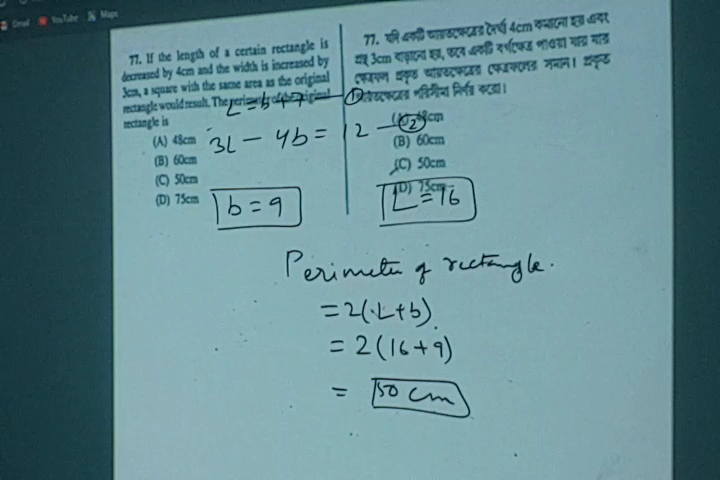 Gmail YouTube Maps
77. If the length of a certain rectangle is
decreased by 4cm and the width is increased by
3cm, a square with the same area as the original
rectangle would result. The perimeter of the original
rectangle is
(A) 48cm
(B) 60cm
(C) 50cm
(D) 75cm
77. যদি একটি আয়তক্ষেত্রের দৈর্ঘ্য 4cm কমানো হয় এবং
প্রস্থ 3cm বাড়ানো হয়, তবে একটি বর্গক্ষেত্র পাওয়া যায় যার
ক্ষেত্রফল প্রকৃত আয়তক্ষেত্রের ক্ষেত্রফলের সমান। প্রকৃত
আয়তক্ষেত্রের পরিসীমা নির্ণয় করো।
(A) 48cm
(B) 60cm
(C) 50cm
(D) 75cm
L = b + 7 — 1
3L – 4b = 12 — 2
b = 9
L = 16
Perimeter of rectangle.
= 2(L+b)
= 2(16+9)
= 50 cm